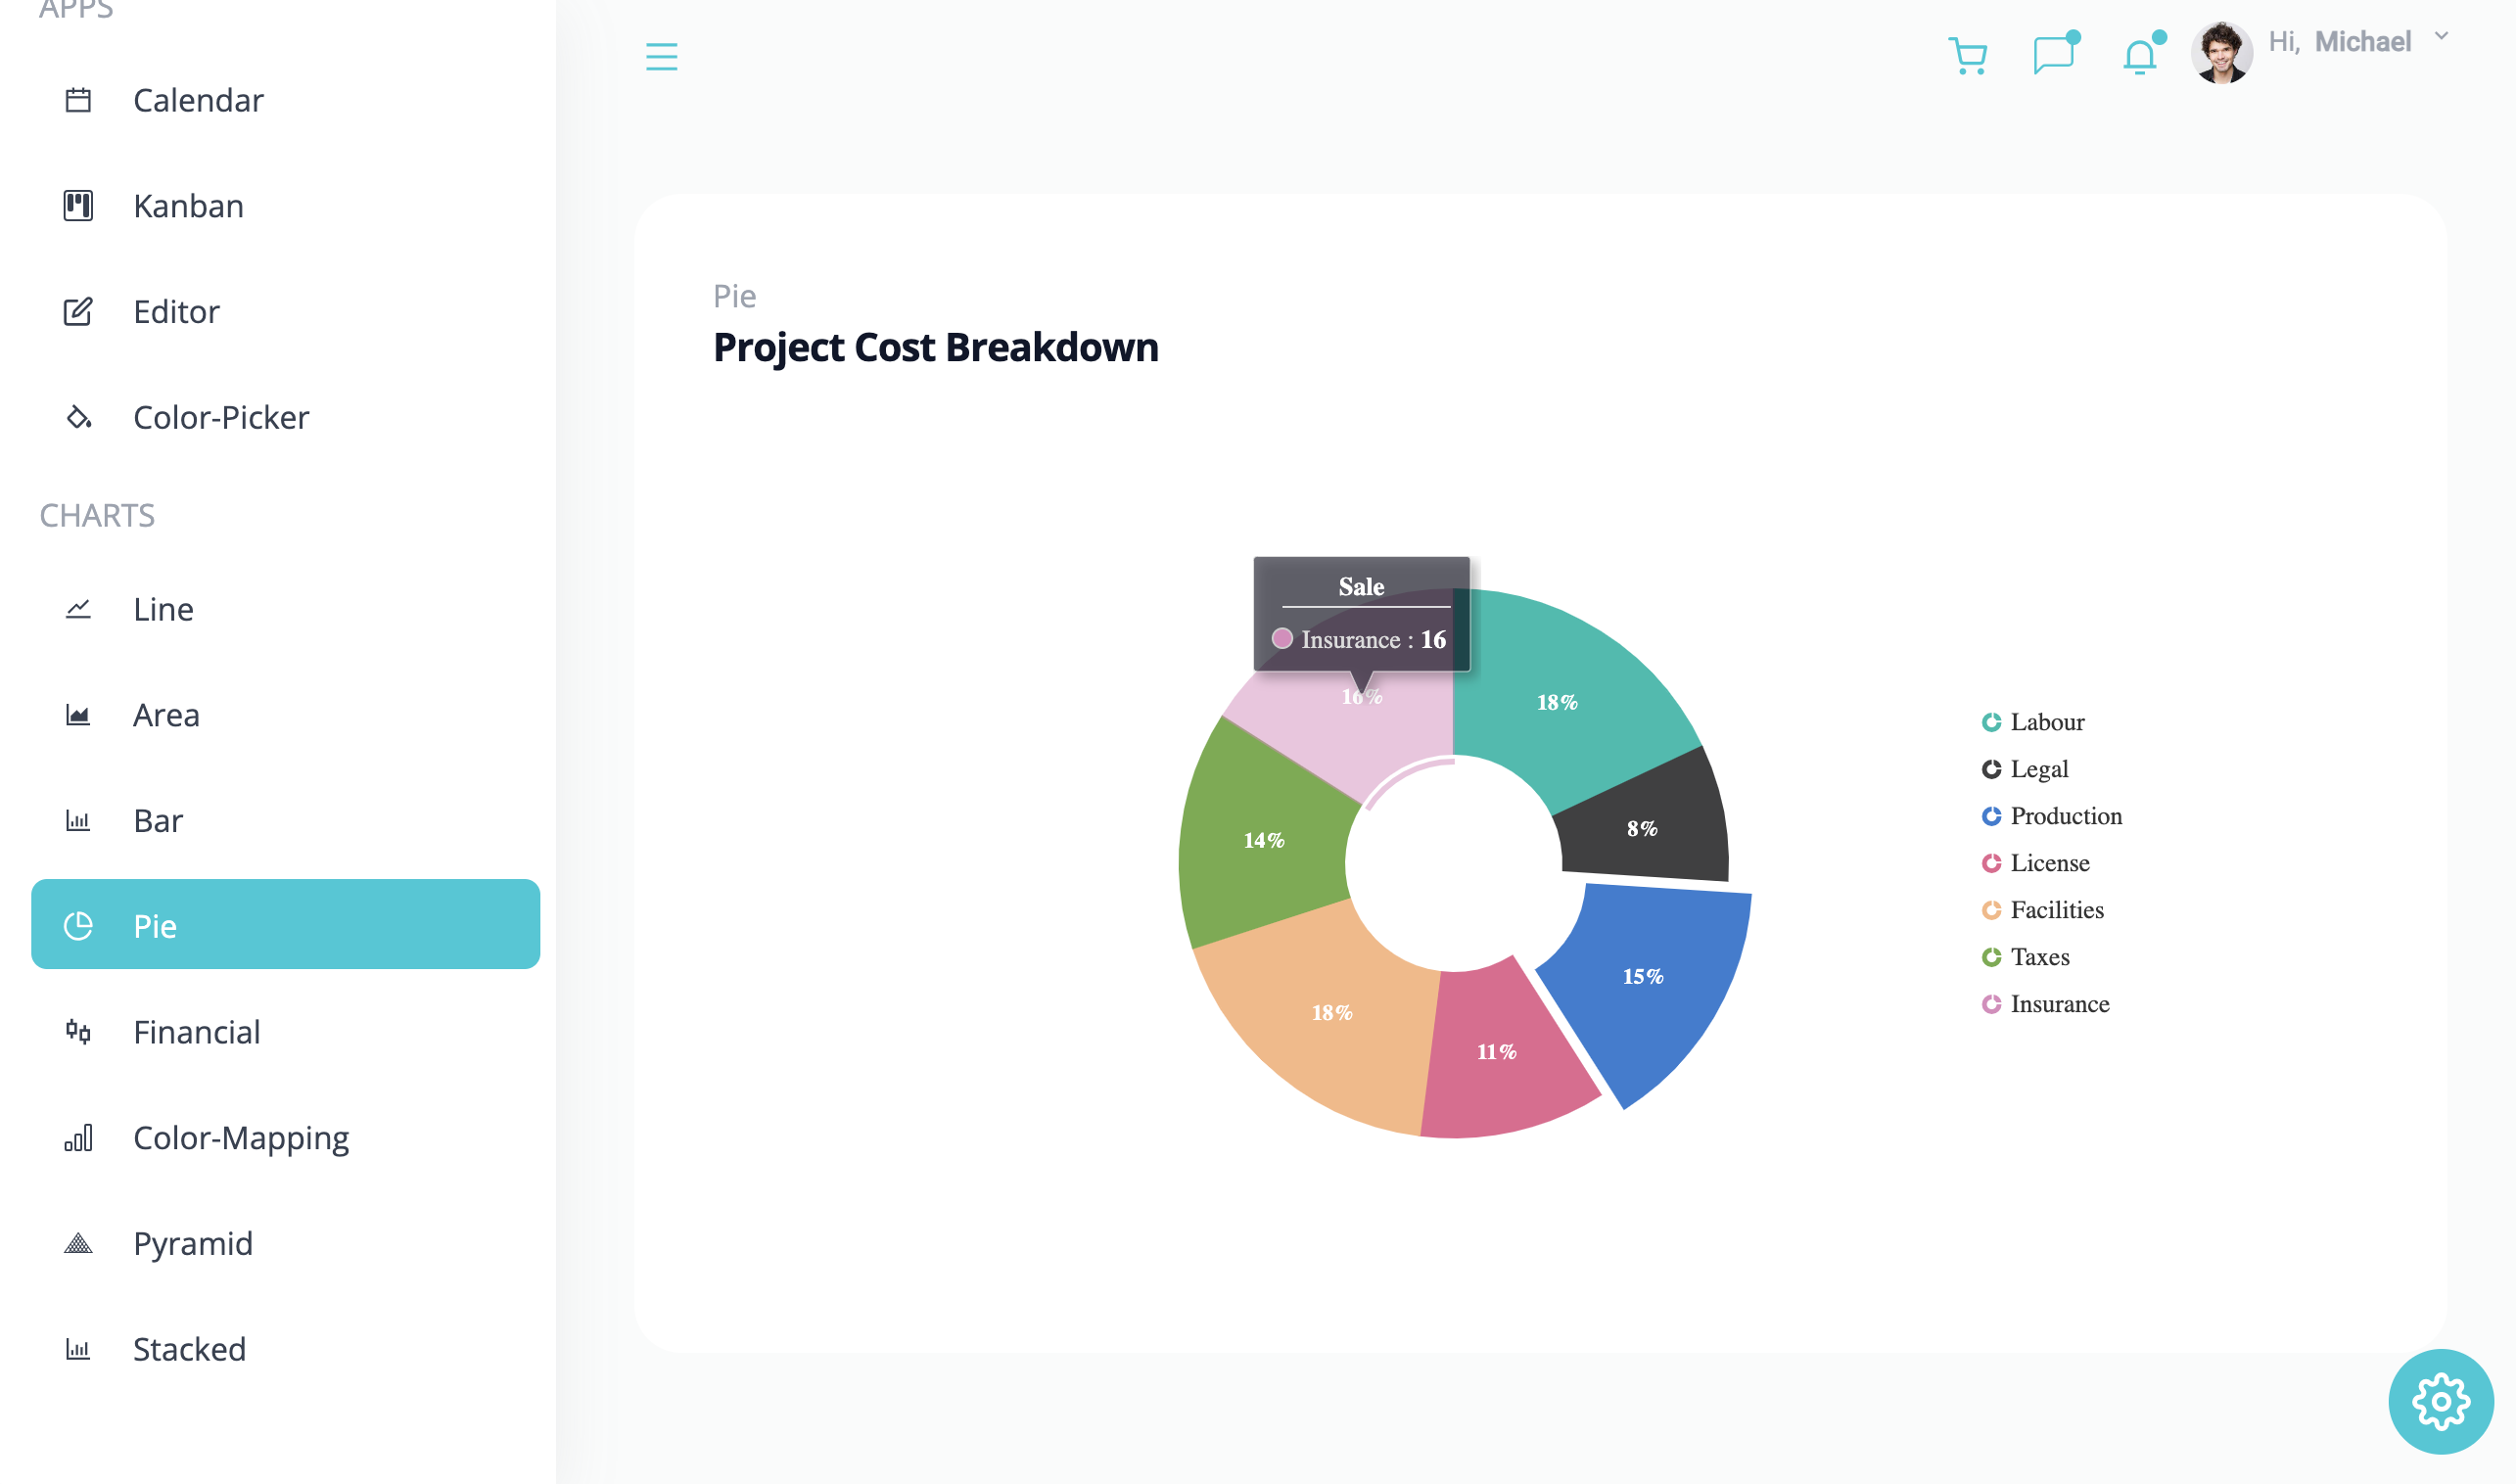 APPS
Calendar
Kanban
Editor
Color-Picker
CHARTS
Line
Area
Bar
Pie
Financial
Color-Mapping
Pyramid
Stacked
Hi, Michael
Pie
Project Cost Breakdown
Sale
Insurance : 16
16%
18%
8%
14%
15%
18%
11%
Labour
Legal
Production
License
Facilities
Taxes
Insurance